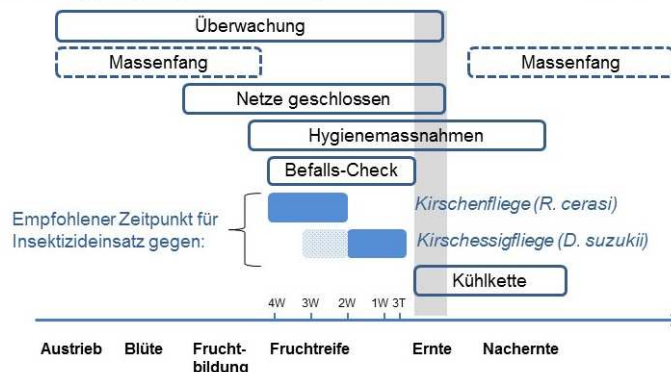 Überwachung
Massenfang
Massenfang
Netze geschlossen
Hygienemassnahmen
Befalls-Check
Empfohlener Zeitpunkt für
Insektizideinsatz gegen:
Kirschenfliege (R. cerasi)
Kirschessigfliege (D. suzukii)
Kühlkette
4W 3W 2W 1W 3T
Austrieb Blüte Frucht- Fruchtreife Ernte Nachernte
bildung